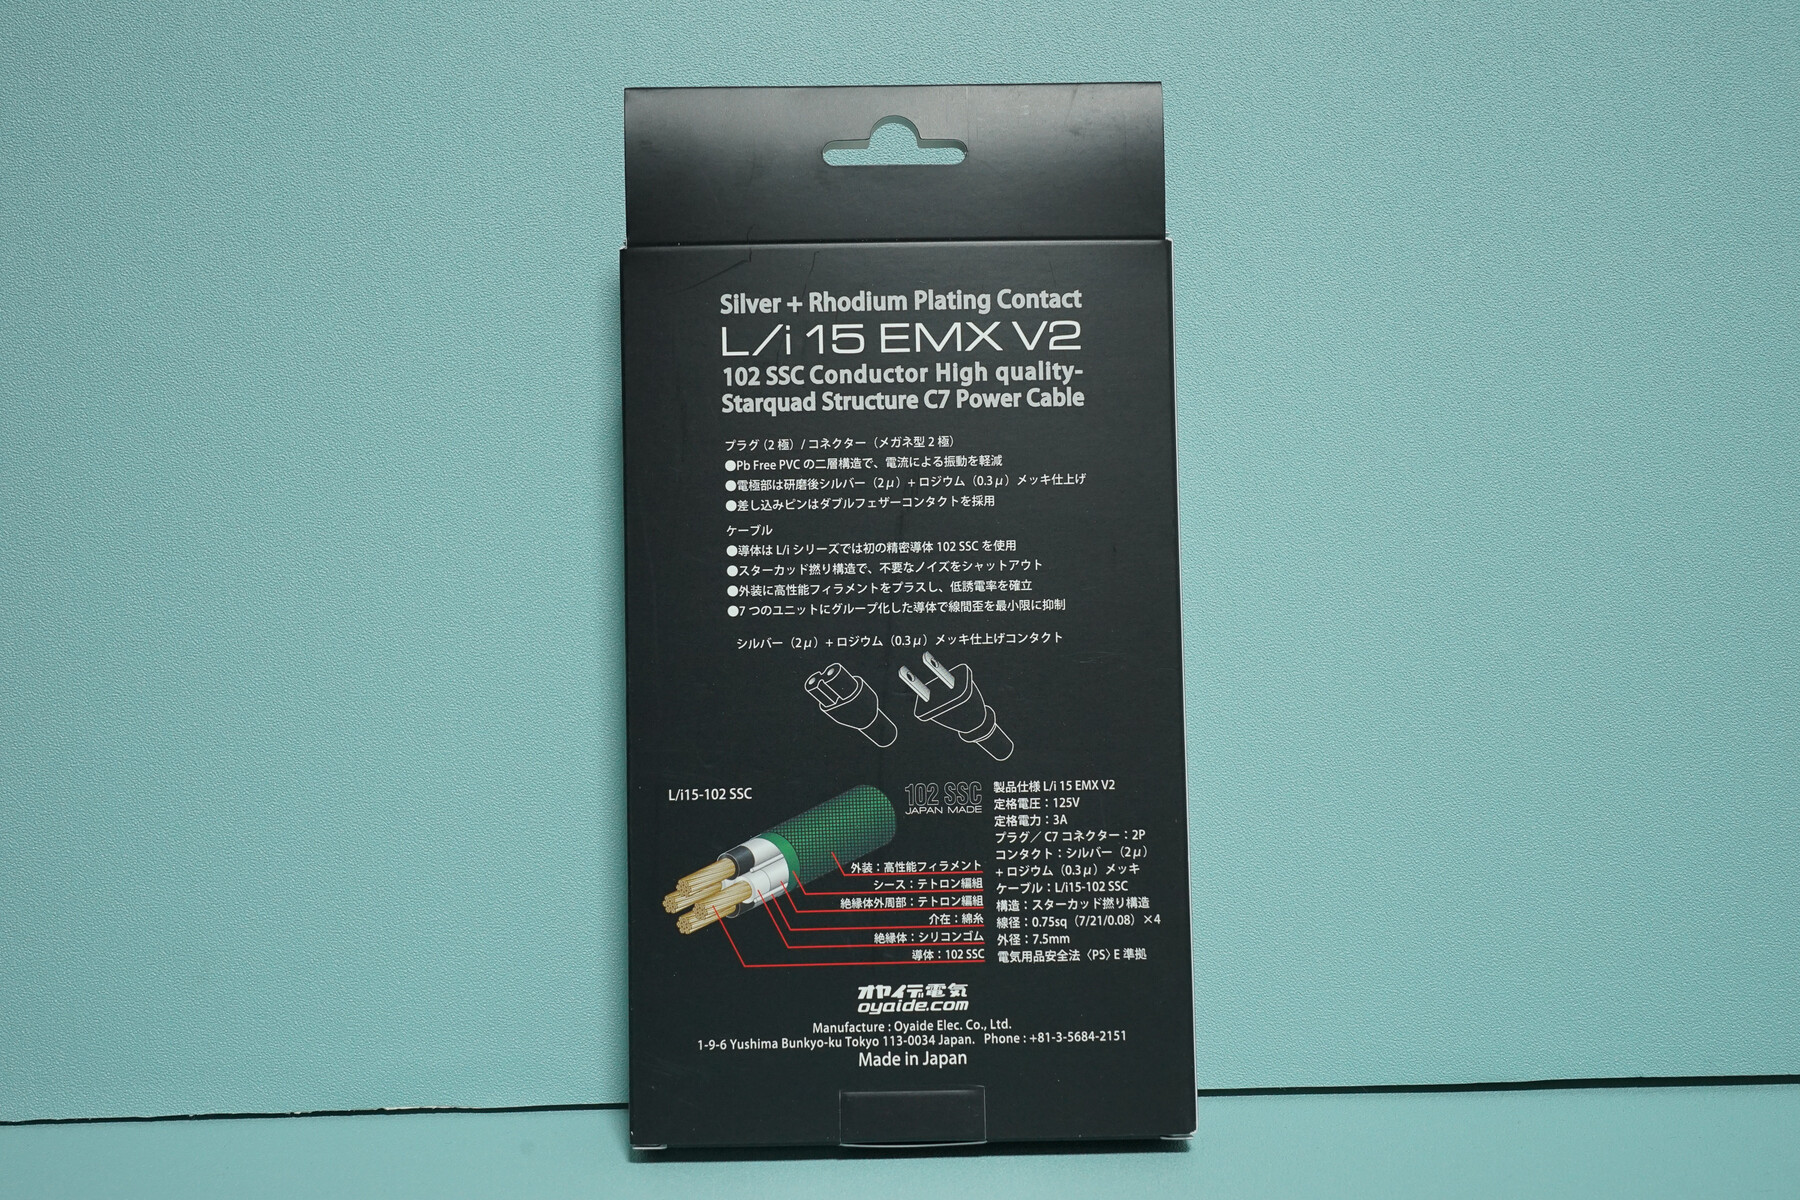 Silver + Rhodium Plating Contact
L/i 15 EMX V2
102 SSC Conductor High quality-
Starquad Structure C7 Power Cable
プラグ（2 極）/ コネクター（メガネ型 2 極）
●Pb Free PVC の二層構造で、電流による振動を軽減
●電極部は研磨後シルバー（2μ）+ ロジウム（0.3μ）メッキ仕上げ
●差し込みピンはダブルフェザーコンタクトを採用
ケーブル
●導体は L/i シリーズでは初の精密導体 102 SSC を使用
●スターカッド撚り構造で、不要なノイズをシャットアウト
●外装に高性能フィラメントをプラスし、低誘電率を確立
●7 つのユニットにグループ化した導体で線間歪を最小限に抑制
シルバー（2μ）+ ロジウム（0.3μ）メッキ仕上げコンタクト
L/i15-102 SSC
102 SSC
JAPAN MADE
外装：高性能フィラメント
シース：テトロン編組
絶縁体外周部：テトロン編組
介在：綿糸
絶縁体：シリコンゴム
導体：102 SSC
製品仕様 L/i 15 EMX V2
定格電圧：125V
定格電力：3A
プラグ／ C7 コネクター：2P
コンタクト：シルバー（2μ）
+ ロジウム（0.3μ）メッキ
ケーブル：L/i15-102 SSC
構造：スターカッド撚り構造
線径：0.75sq（7/21/0.08）×4
外径：7.5mm
電気用品安全法〈PS〉E 準拠
オヤイデ電気
oyaide.com
Manufacture : Oyaide Elec. Co., Ltd.
1-9-6 Yushima Bunkyo-ku Tokyo 113-0034 Japan. Phone : +81-3-5684-2151
Made in Japan